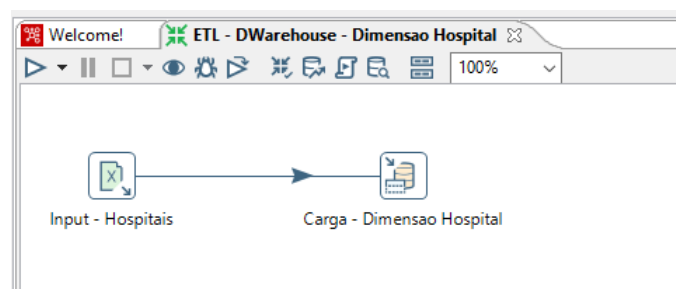 Welcome! ETL - DWarehouse - Dimensao Hospital
100%
X
Input - Hospitais Carga - Dimensao Hospital